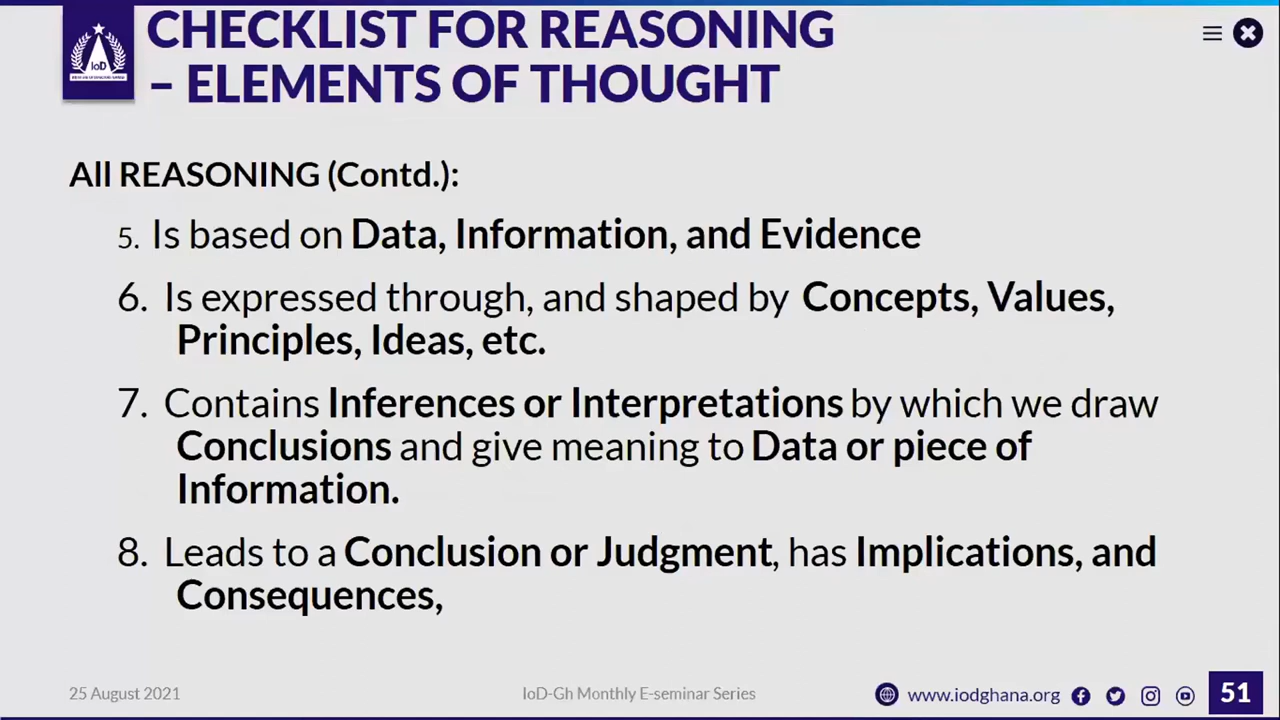 CHECKLIST FOR REASONING
– ELEMENTS OF THOUGHT
IoD
All REASONING (Contd.):
5. Is based on Data, Information, and Evidence
6. Is expressed through, and shaped by Concepts, Values,
Principles, Ideas, etc.
7. Contains Inferences or Interpretations by which we draw
Conclusions and give meaning to Data or piece of
Information.
8. Leads to a Conclusion or Judgment, has Implications, and
Consequences,
25 August 2021
IoD-Gh Monthly E-seminar Series
www.iodghana.org
51